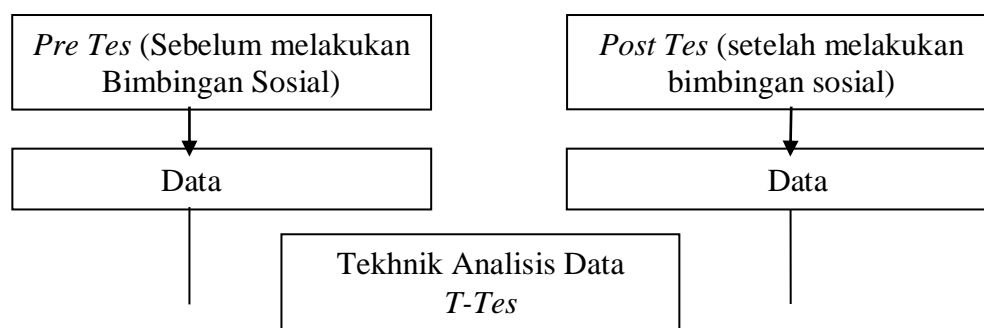 Pre Tes (Sebelum melakukan
Bimbingan Sosial)
Post Tes (setelah melakukan
bimbingan sosial)
Data
Data
Tekhnik Analisis Data
T-Tes